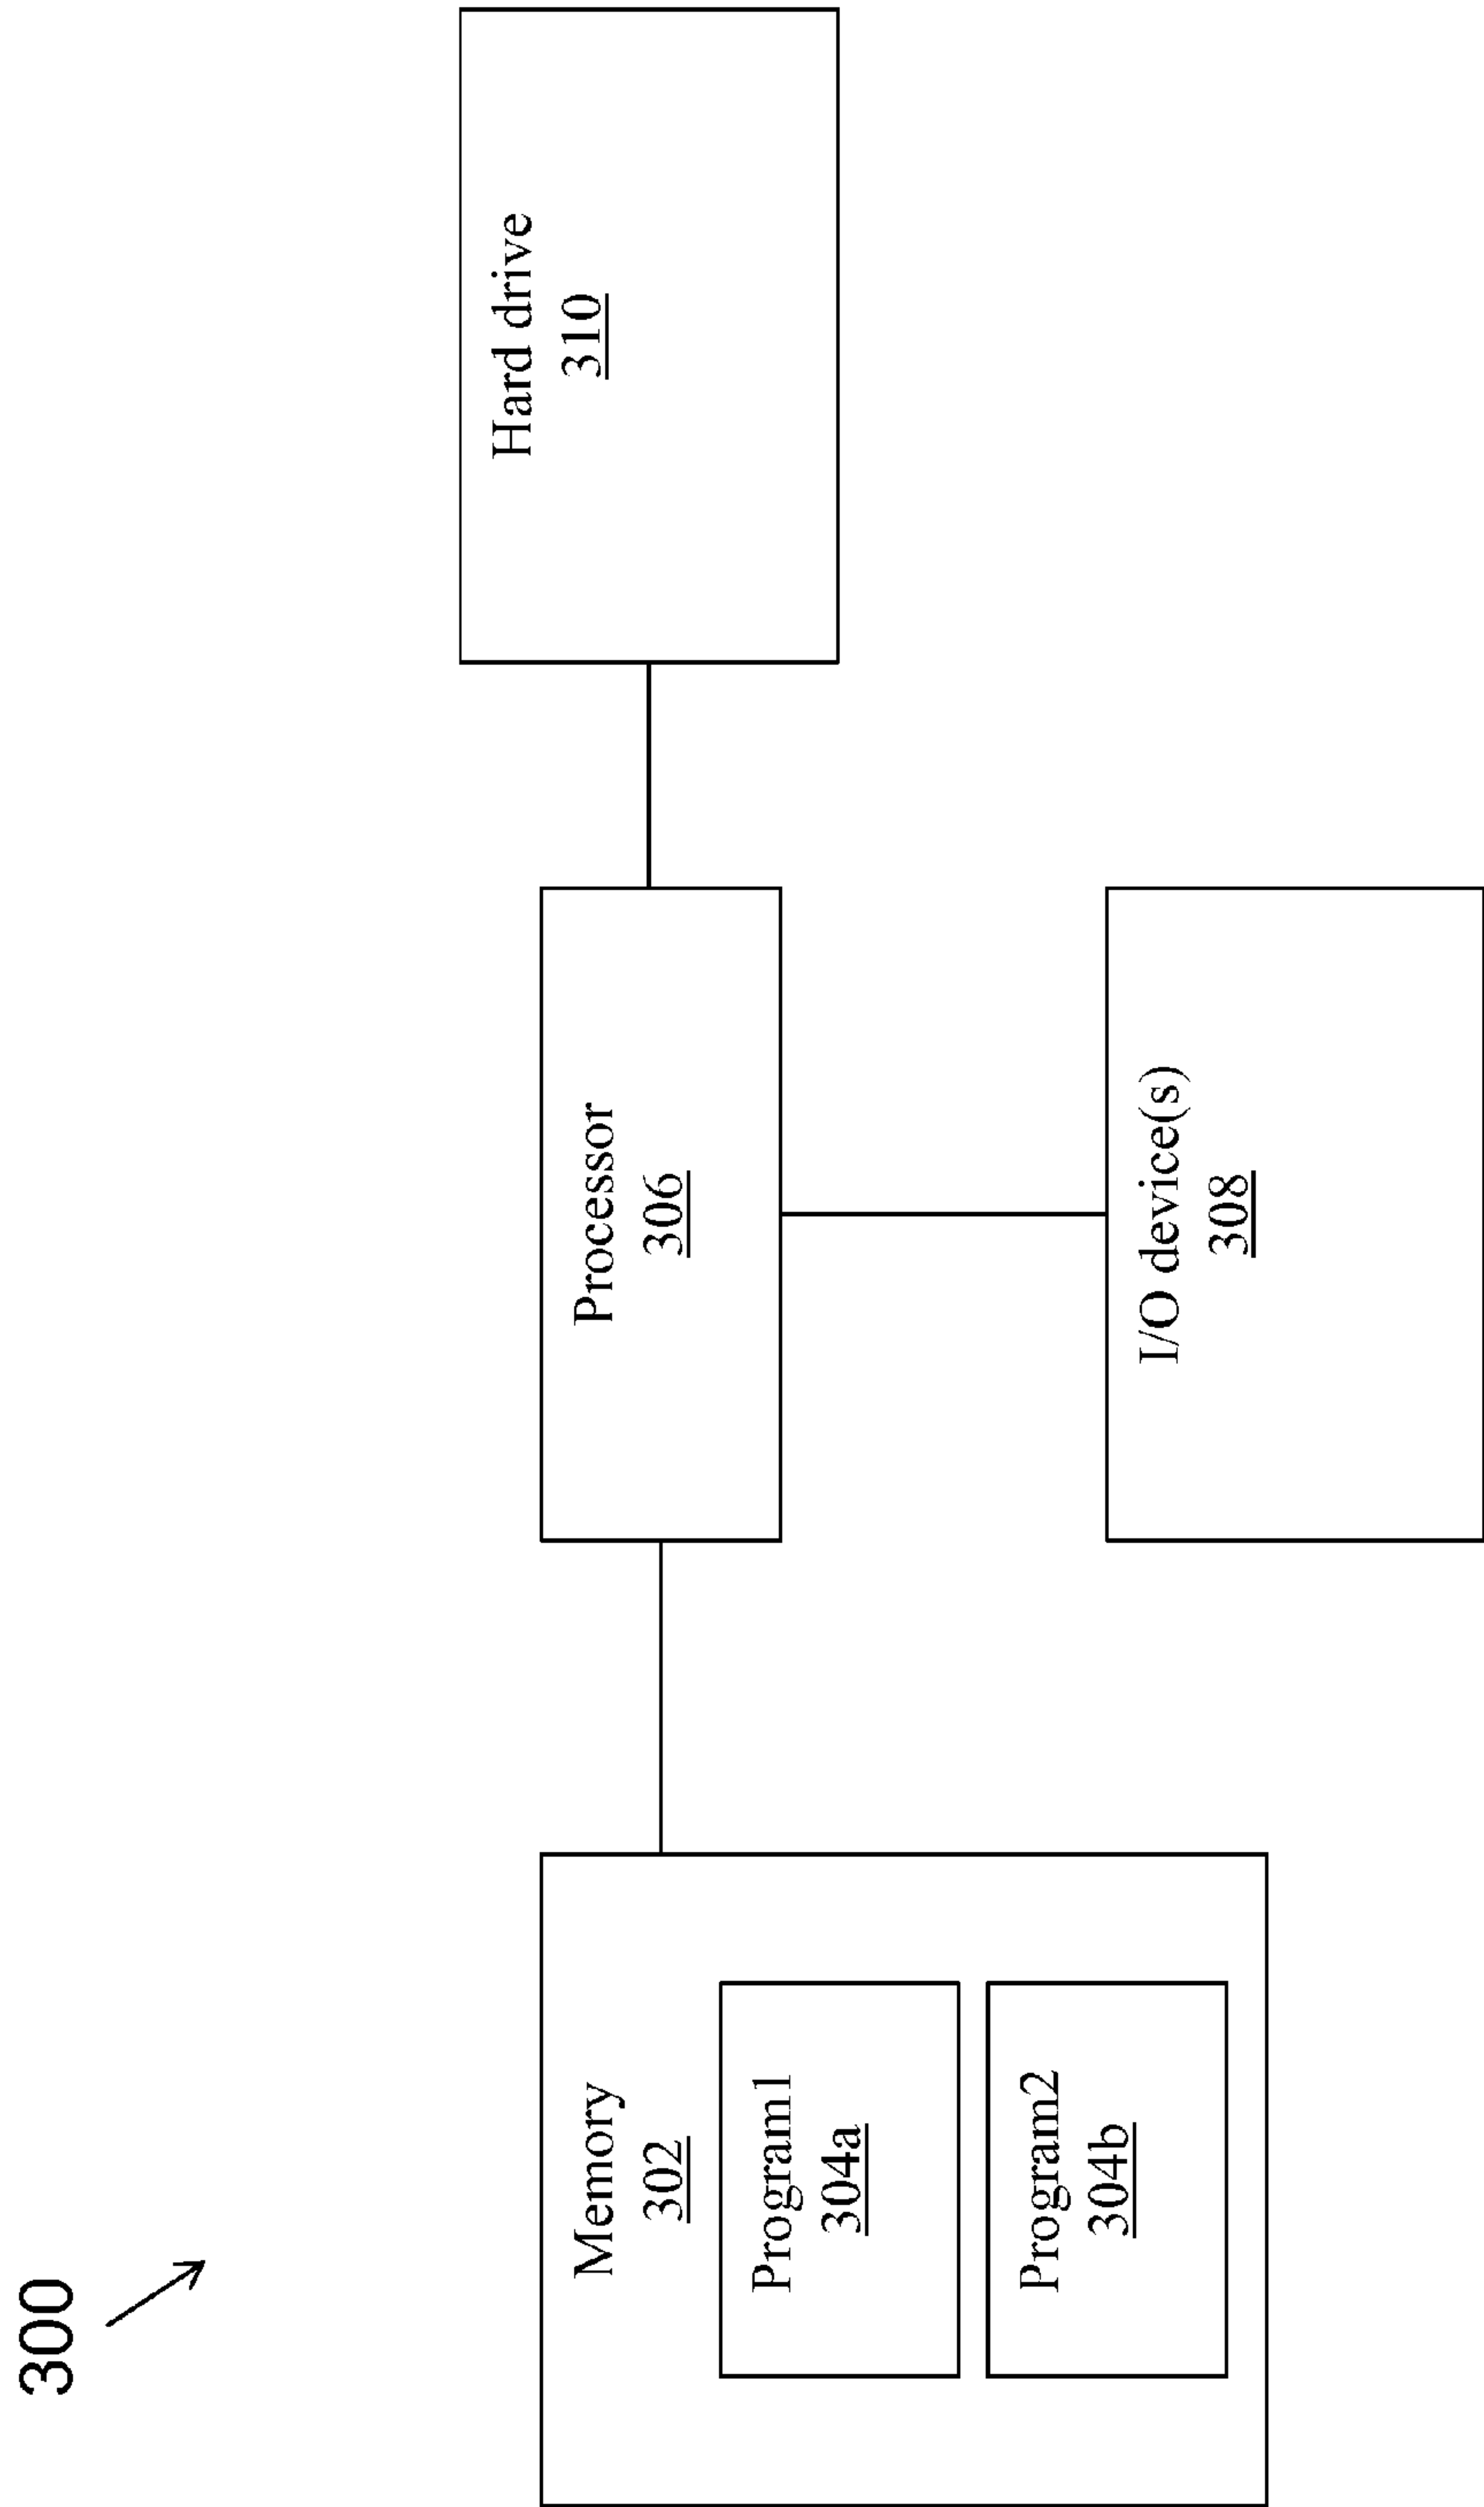 300
Memory
302
Program1
304a
Program2
304b
Processor
306
I/O device(s)
308
Hard drive
310